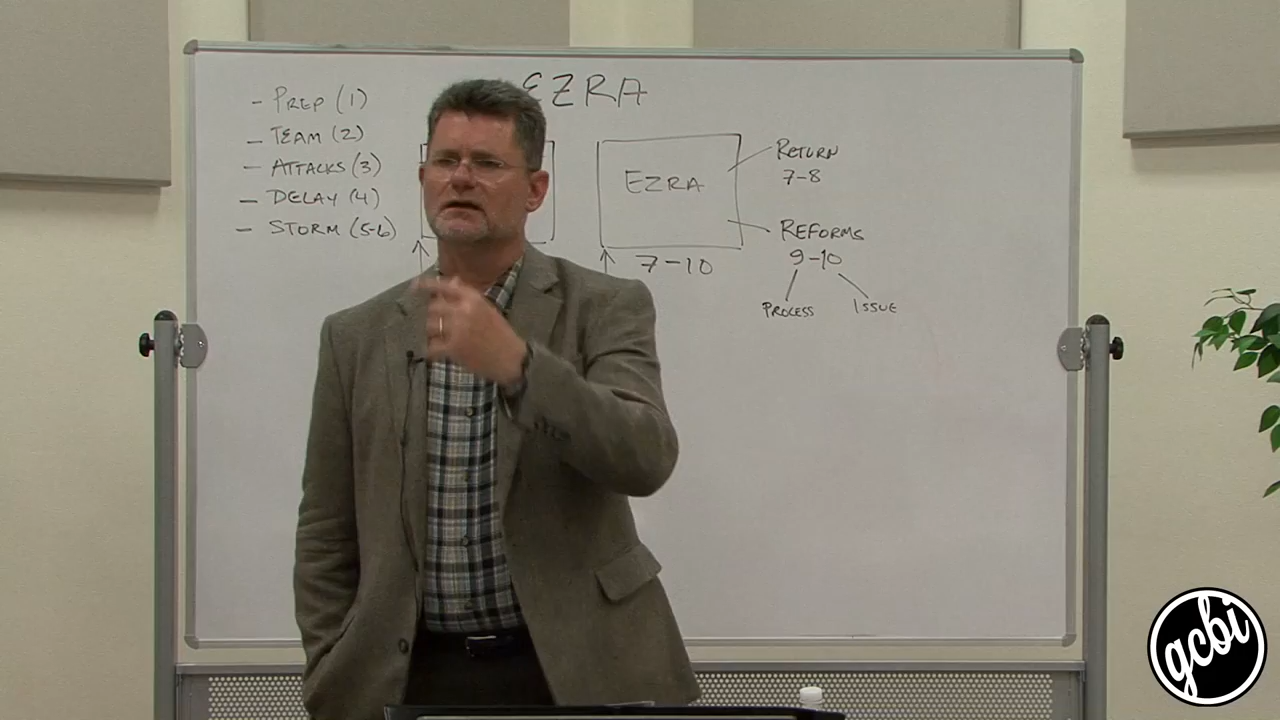 EZRA
- PREP (1)
- TEAM (2)
- ATTACKS (3)
- DELAY (4)
- STORM (5-6)
EZRA
7-10
RETURN
7-8
REFORMS
9-10
PROCESS ISSUE
gcbi